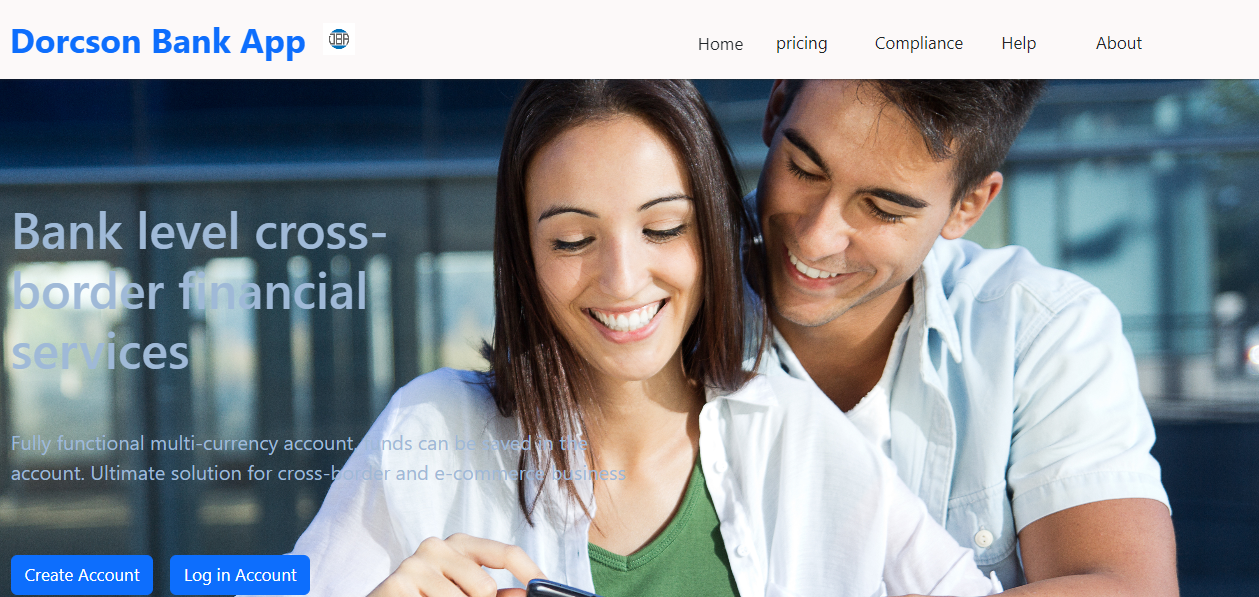 Dorcson Bank App
Home
pricing
Compliance
Help
About
Bank level cross-
border financial
services
Fully functional multi-currency account. funds can be saved in the
account. Ultimate solution for cross-border and e-commerce business
Create Account
Log in Account